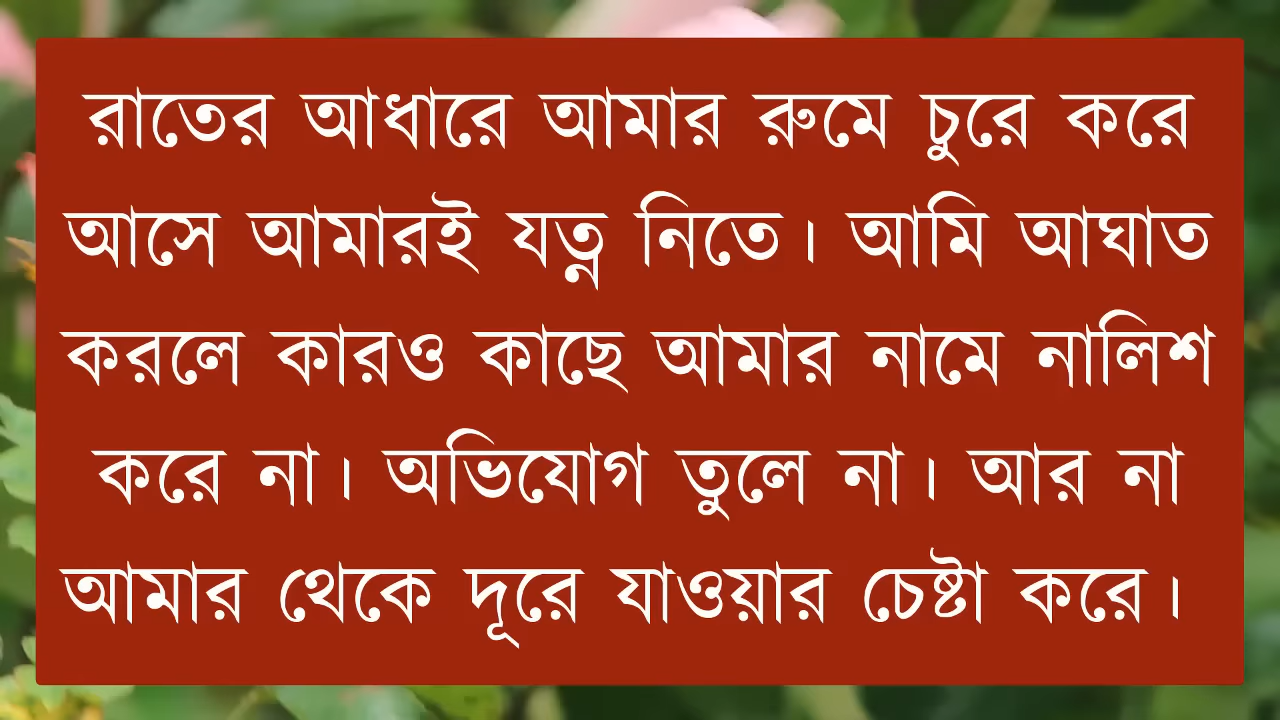 রাতের আধারে আমার রুমে চুরে করে
আসে আমারই যত্ন নিতে। আমি আঘাত
করলে কারও কাছে আমার নামে নালিশ
করে না। অভিযোগ তুলে না। আর না
আমার থেকে দূরে যাওয়ার চেষ্টা করে।